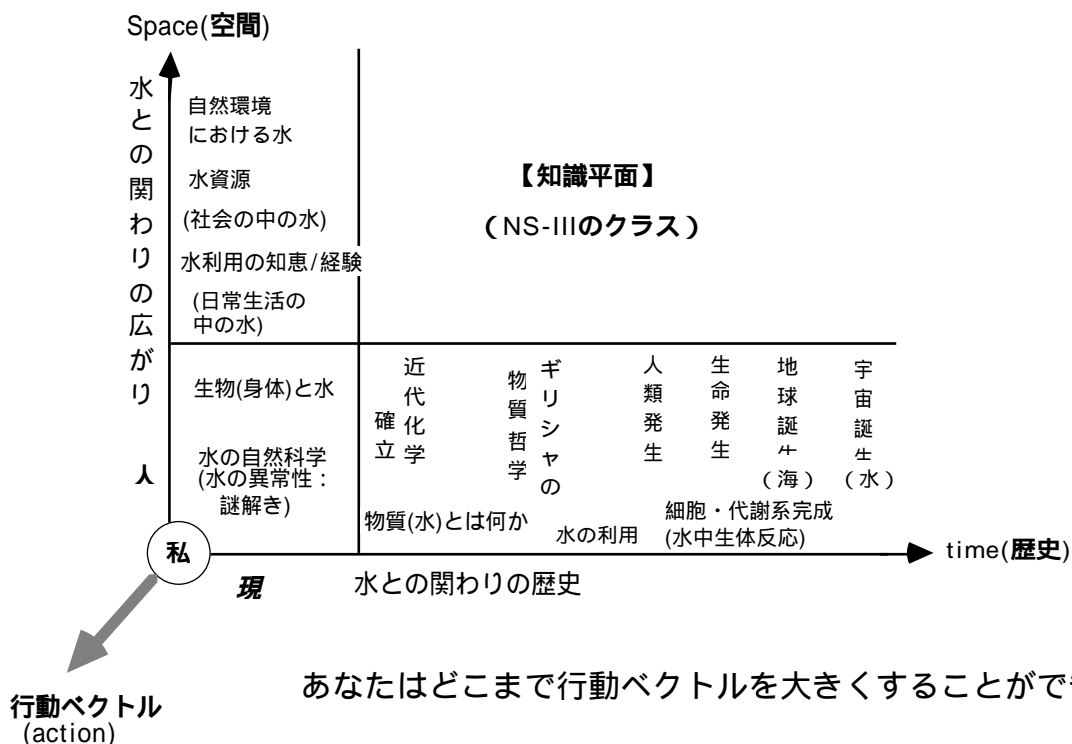 Space(空間)
水との関わりの広がり
自然環境
における水
水資源
(社会の中の水)
水利用の知恵/経験
(日常生活の
中の水)
【知識平面】
(NS-IIIのクラス)
人
生物(身体)と水
水の自然科学
(水の異常性:
謎解き)
近代化学
確立
ギリシャの
物質哲学
人類発生
生命発生
地球誕生
(海)
宇宙誕生
(水)
物質(水)とは何か
水の利用
細胞・代謝系完成
(水中生体反応)
私
time(歴史)
現
水との関わりの歴史
行動ベクトル
(action)
あなたはどこまで行動ベクトルを大きくすることがで